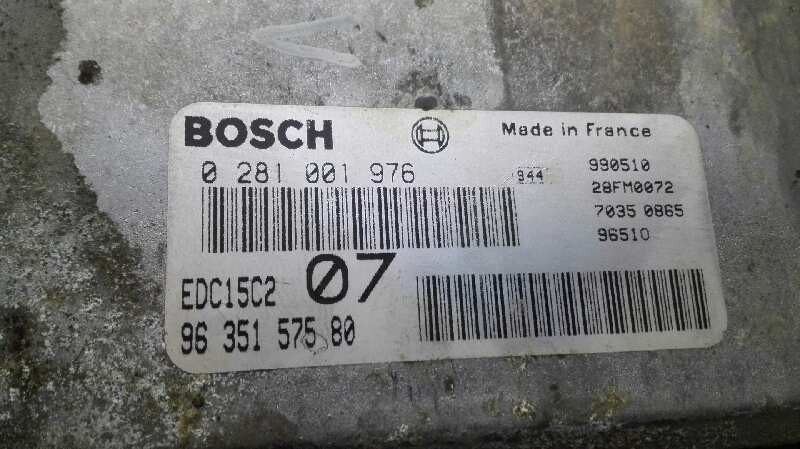 BOSCH Made in France
0 281 001 976 944 990510
28FM0072
7035 0865
96510
EDC15C2 07
96 351 575 80